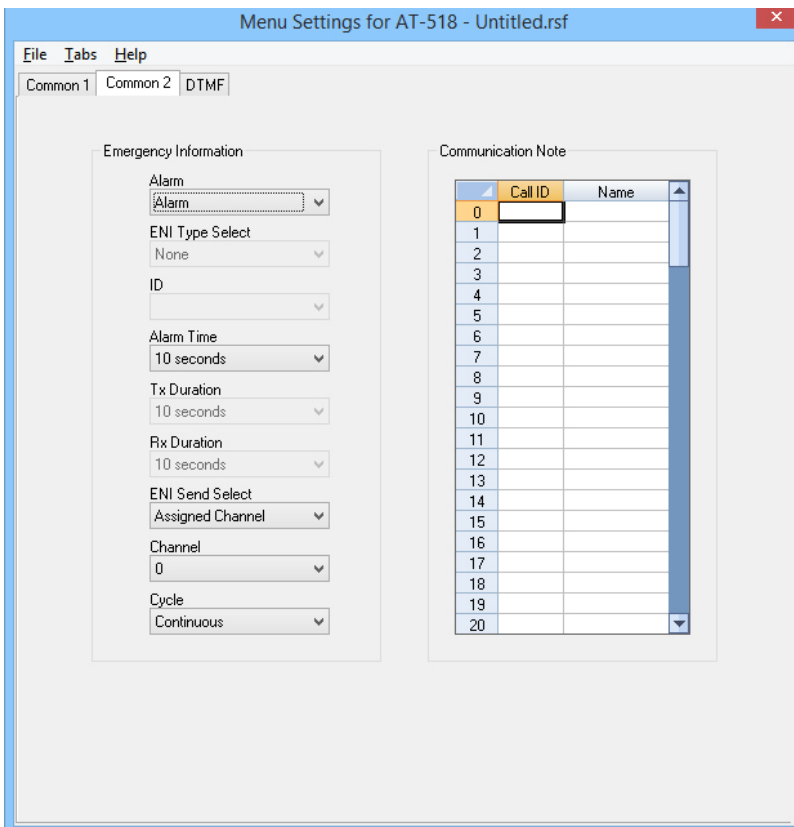 Menu Settings for AT-518 - Untitled.rsf
×
File Tabs Help
Common 1 Common 2 DTMF
Emergency Information
Alarm
Alarm
ENI Type Select
None
ID
Alarm Time
10 seconds
Tx Duration
10 seconds
Rx Duration
10 seconds
ENI Send Select
Assigned Channel
Channel
0
Cycle
Continuous
Communication Note
Call ID Name
0
1
2
3
4
5
6
7
8
9
10
11
12
13
14
15
16
17
18
19
20